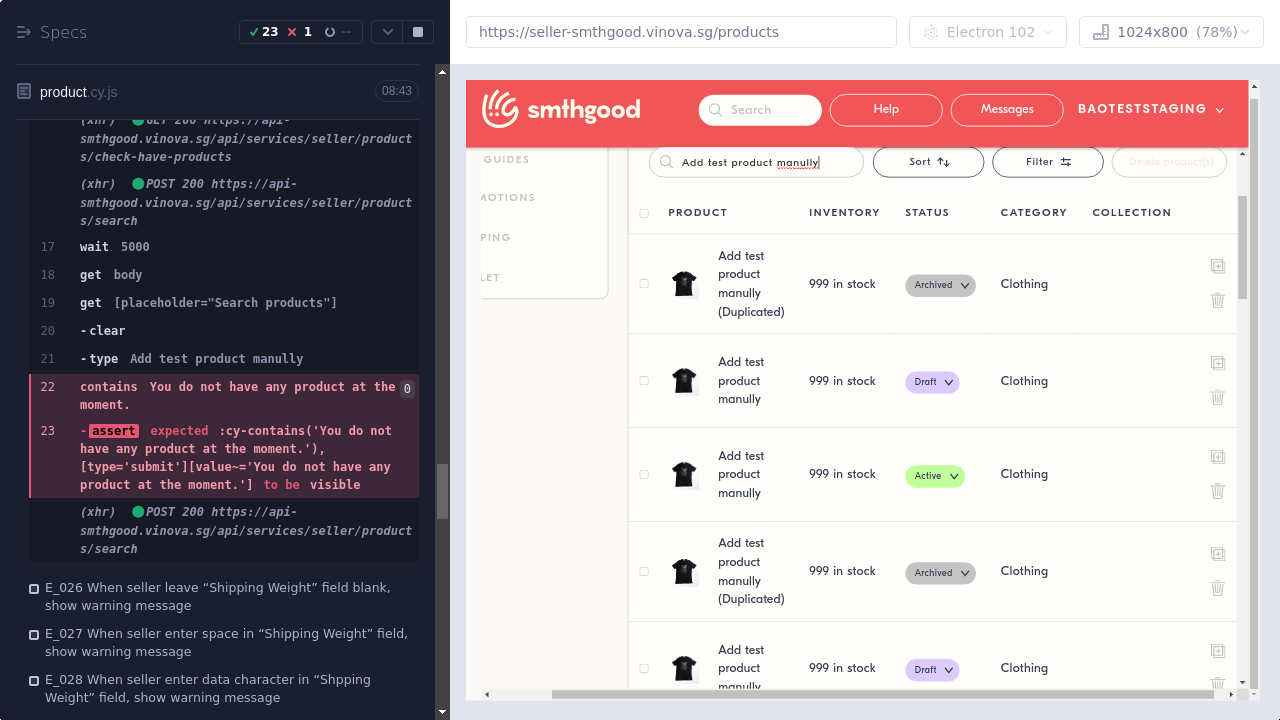 Specs
23
1
--
product.cy.js
08:43
(xhr) GET 200 https://api-
smthgood.vinova.sg/api/services/seller/product
s/check-have-products
(xhr) POST 200 https://api-
smthgood.vinova.sg/api/services/seller/product
s/search
17 wait 5000
18 get body
19 get [placeholder="Search products"]
20 -clear
21 -type Add test product manully
22 contains You do not have any product at the 0
moment.
23 -assert expected :cy-contains('You do not
have any product at the moment.'),
[type='submit'][value~='You do not have any
product at the moment.'] to be visible
(xhr) POST 200 https://api-
smthgood.vinova.sg/api/services/seller/product
s/search
E_026 When seller leave “Shipping Weight” field blank,
show warning message
E_027 When seller enter space in “Shipping Weight” field,
show warning message
E_028 When seller enter data character in “Shpping
Weight” field, show warning message
https://seller-smthgood.vinova.sg/products
Electron 102
1024x800 (78%)
smthgood
Search
Help
Messages
BAOTESTSTAGING
GUIDES
MOTIONS
PING
LET
Add test product manully
Sort
Filter
Delete product(s)
PRODUCT INVENTORY STATUS CATEGORY COLLECTION
Add test
product
manully
(Duplicated)
999 in stock
Archived
Clothing
Add test
product
manully
999 in stock
Draft
Clothing
Add test
product
manully
999 in stock
Active
Clothing
Add test
product
manully
(Duplicated)
999 in stock
Archived
Clothing
Add test
product
manully
999 in stock
Draft
Clothing